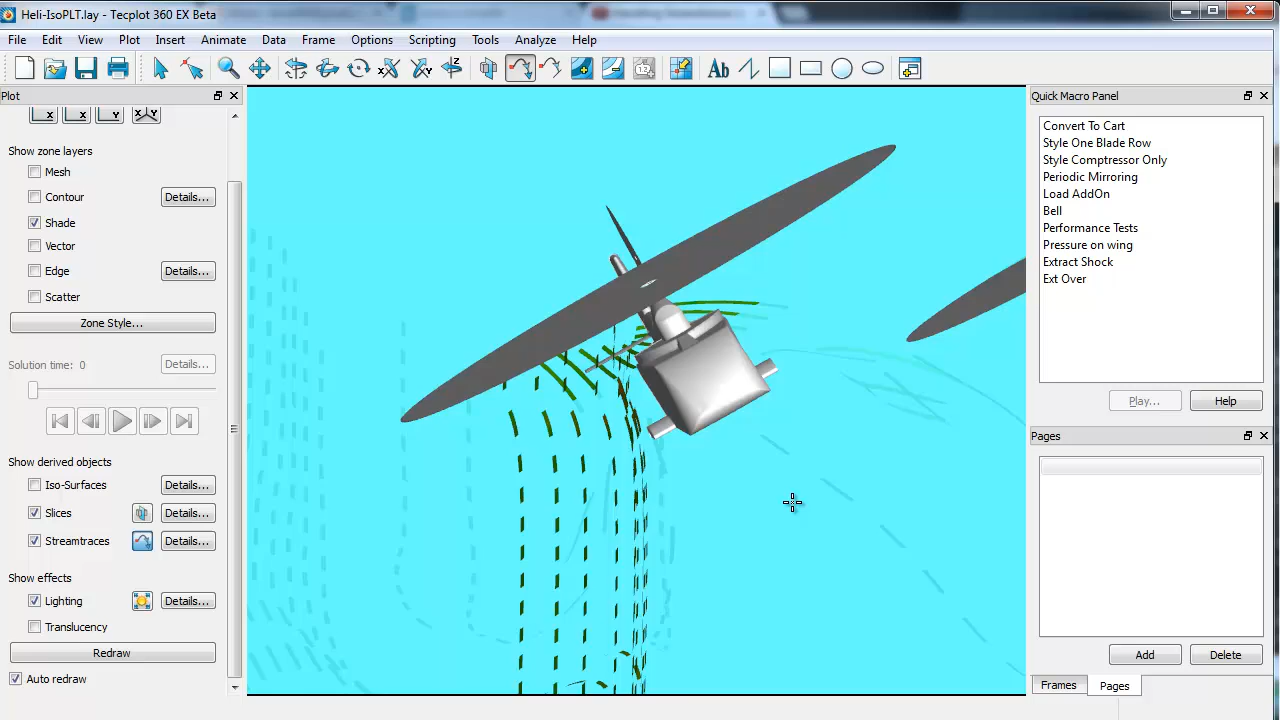 Heli-IsoPLT.lay - Tecplot 360 EX Beta
File Edit View Plot Insert Animate Data Frame Options Scripting Tools Analyze Help
Ab
Plot
X X Y X Y
Show zone layers
Mesh
Contour Details...
Shade
Vector
Edge Details...
Scatter
Zone Style...
Solution time: 0 Details...
Show derived objects
Iso-Surfaces Details...
Slices Details...
Streamtraces Details...
Show effects
Lighting Details...
Translucency
Redraw
Auto redraw
Quick Macro Panel
Convert To Cart
Style One Blade Row
Style Comptressor Only
Periodic Mirroring
Load AddOn
Bell
Performance Tests
Pressure on wing
Extract Shock
Ext Over
Play... Help
Pages
Add Delete
Frames Pages